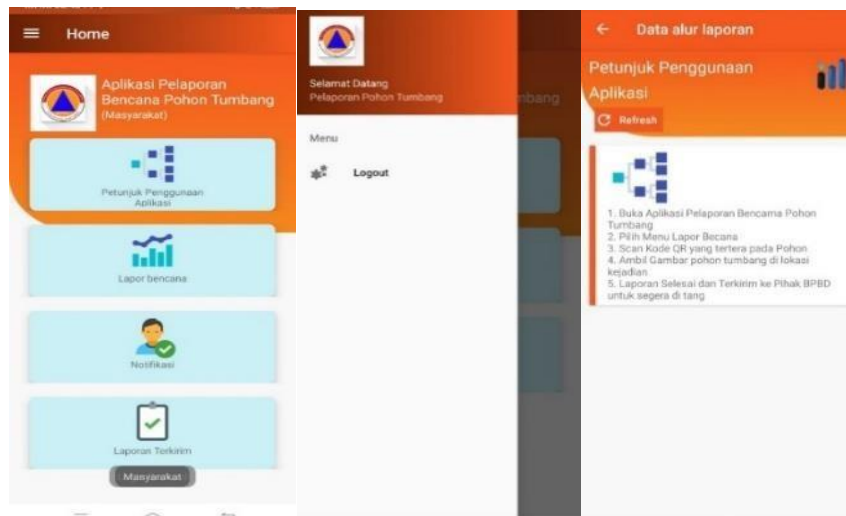 Home
Aplikasi Pelaporan
Bencana Pohon Tumbang
(Masyarakat)
Petunjuk Penggunaan
Aplikasi
Lapor bencana
Notifikasi
Laporan Terkirim
Masyarakat
Selamat Datang
Pelaporan Pohon Tumbang
mbang
Menu
Logout
Data alur laporan
Petunjuk Penggunaan
Aplikasi
Refresh
1. Buka Aplikasi Pelaporan Bencama Pohon
Tumbang
2. Pilih Menu Lapor Becana
3. Scan Kode QR yang tertera pada Pohon
4. Ambil Gambar pohon tumbang di lokasi
kejadian
5. Laporan Selesai dan Terkirim ke Pihak BPBD
untuk segera di tang